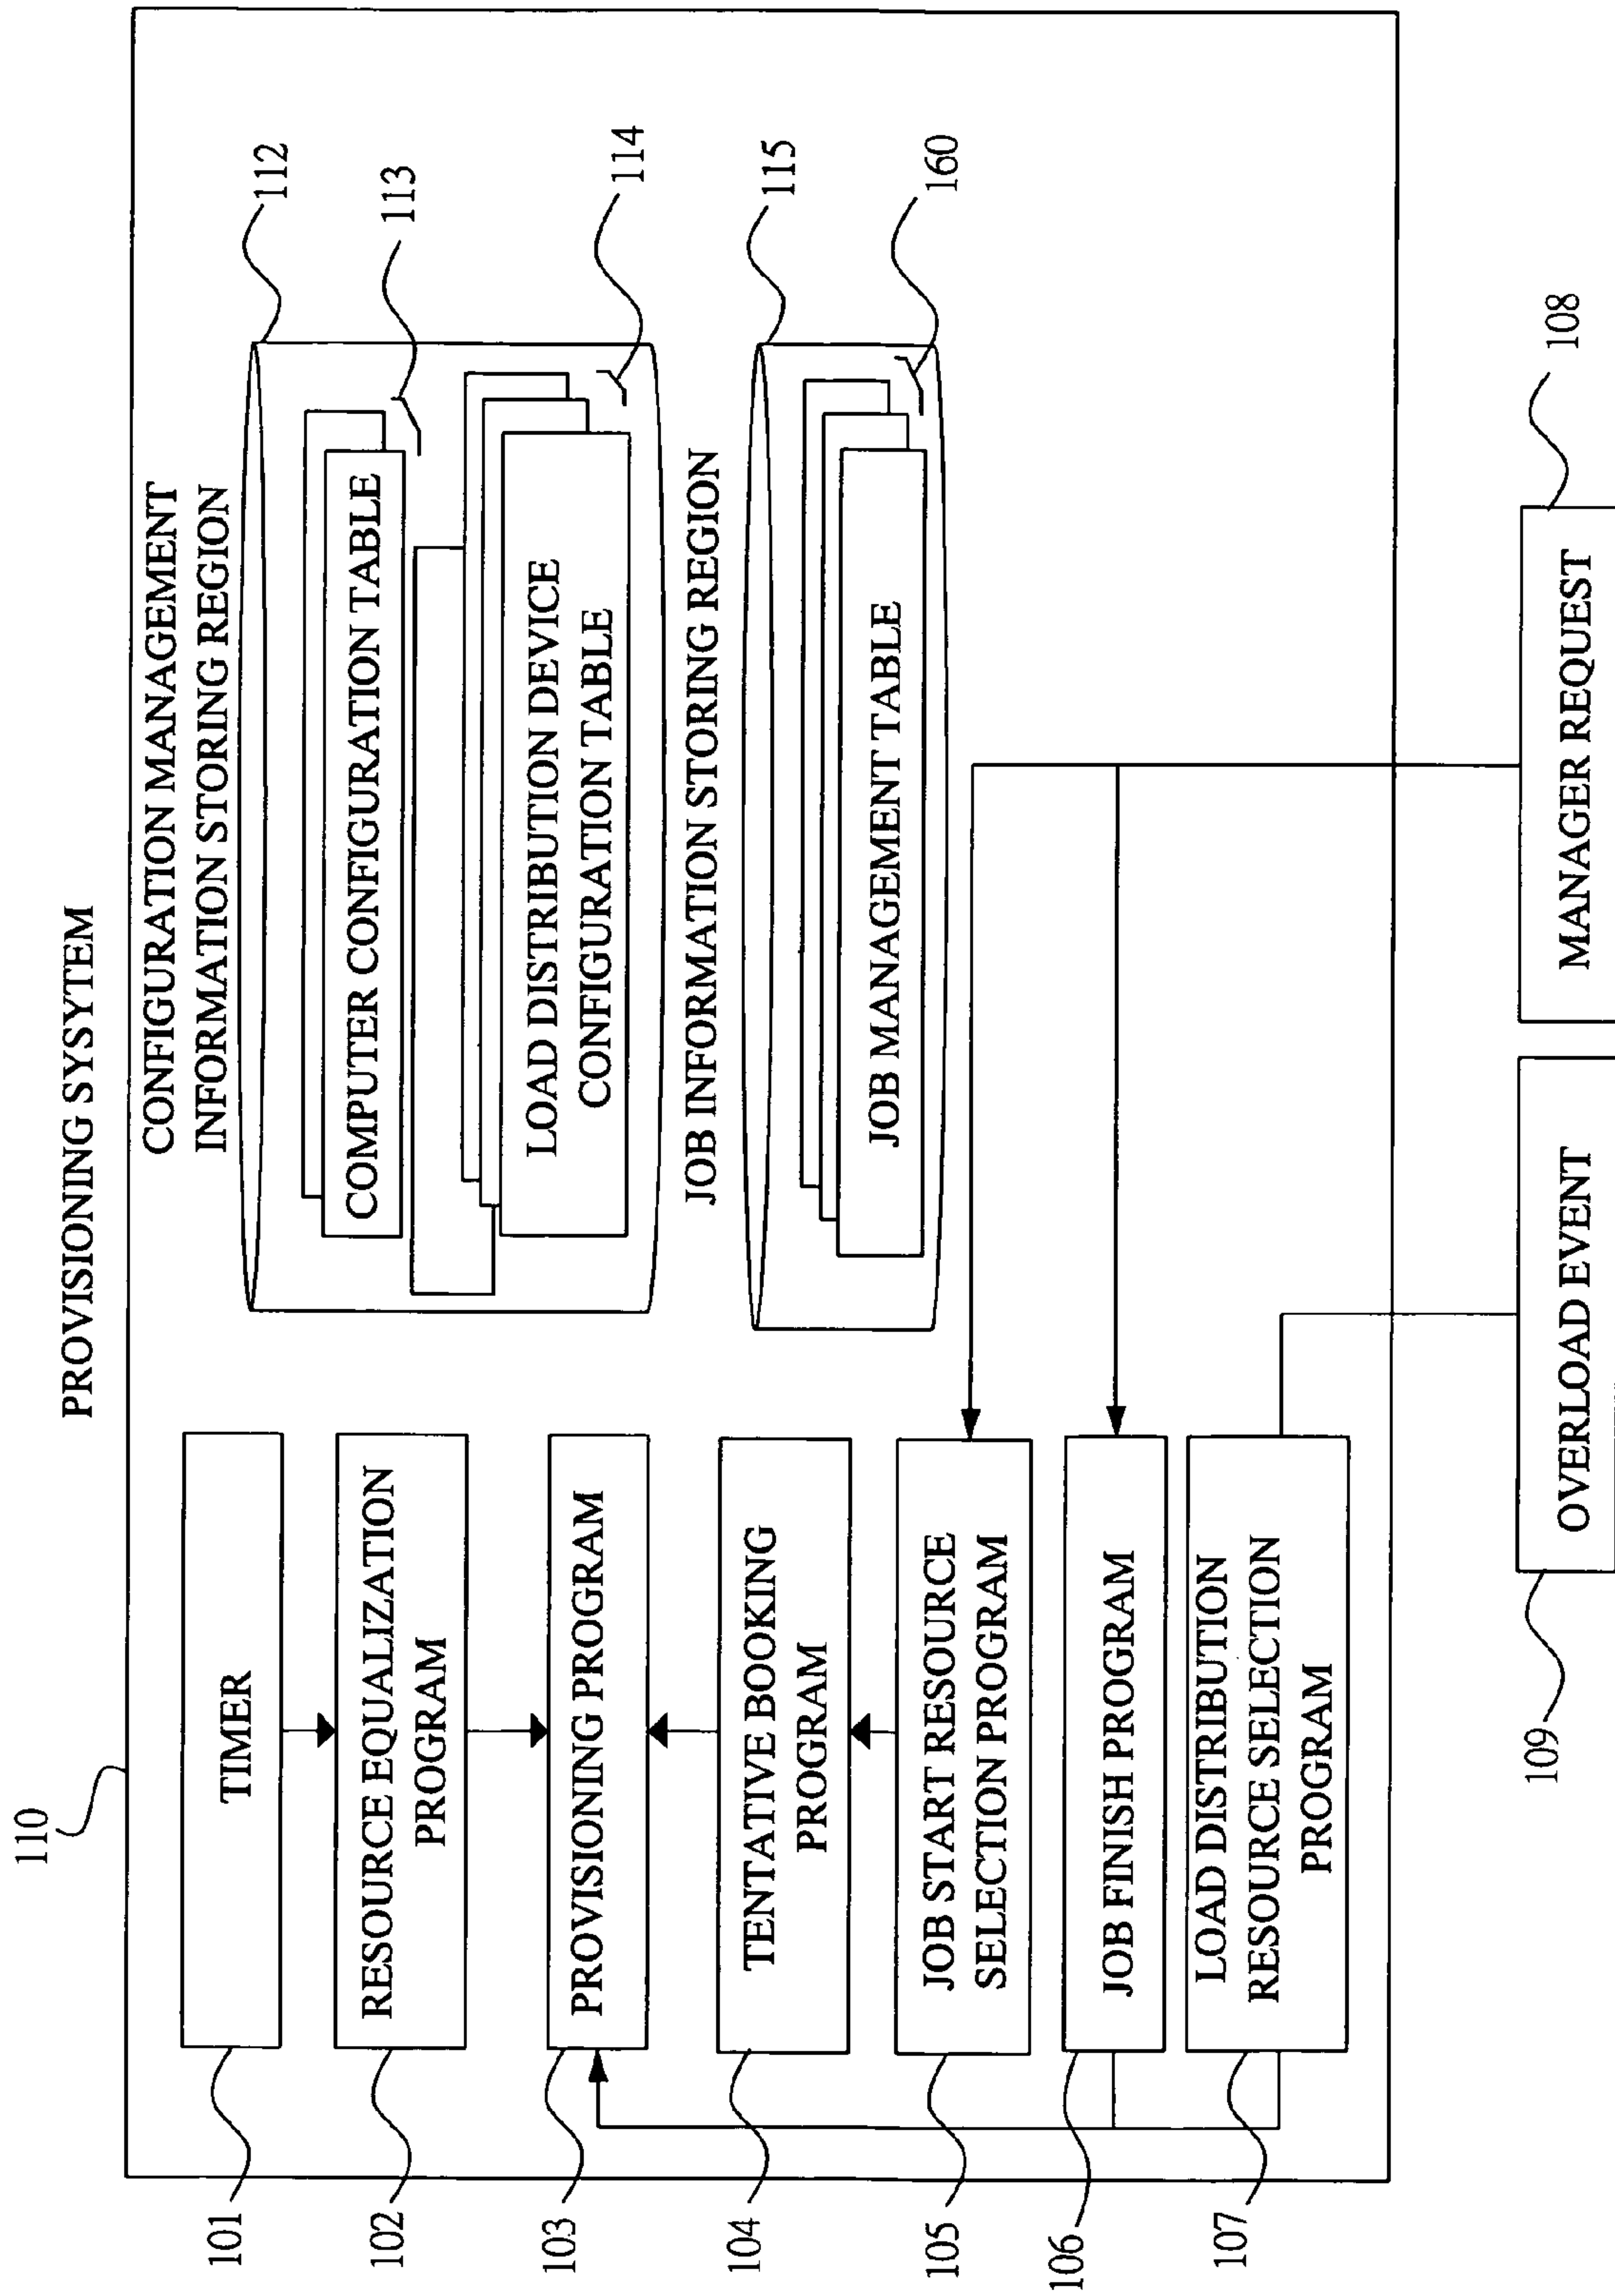 PROVISIONING SYSYTEM
110
CONFIGURATION MANAGEMENT
INFORMATION STORING REGION
112
COMPUTER CONFIGURATION TABLE
113
LOAD DISTRIBUTION DEVICE
CONFIGURATION TABLE
114
JOB INFORMATION STORING REGION
115
JOB MANAGEMENT TABLE
160
101
TIMER
102
RESOURCE EQUALIZATION
PROGRAM
103
PROVISIONING PROGRAM
104
TENTATIVE BOOKING
PROGRAM
105
JOB START RESOURCE
SELECTION PROGRAM
106
JOB FINISH PROGRAM
107
LOAD DISTRIBUTION
RESOURCE SELECTION
PROGRAM
109
OVERLOAD EVENT
MANAGER REQUEST
108